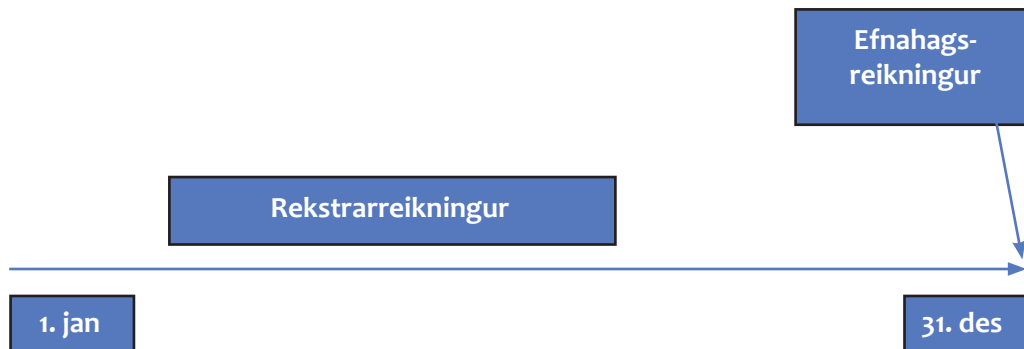 Efnahags-
reikningur
Rekstrarreikningur
1. jan
31. des